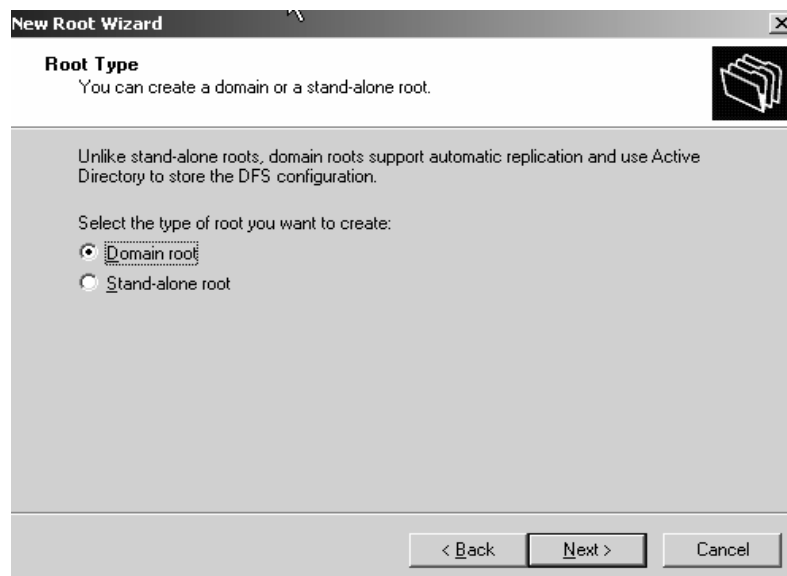 New Root Wizard
Root Type
You can create a domain or a stand-alone root.
Unlike stand-alone roots, domain roots support automatic replication and use Active
Directory to store the DFS configuration.
Select the type of root you want to create:
Domain root
Stand-alone root
< Back Next > Cancel